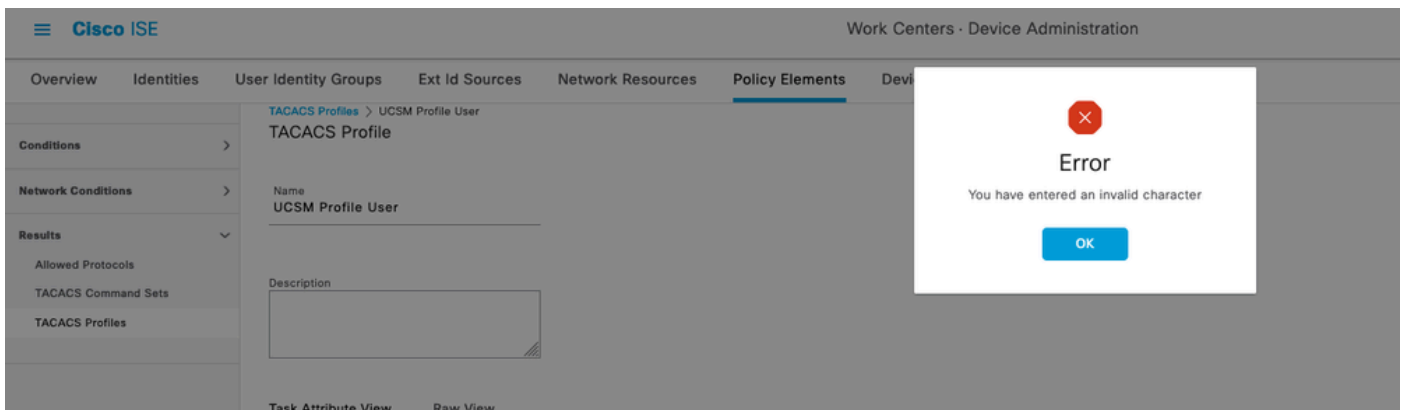 Cisco ISE
Work Centers · Device Administration
Overview Identities User Identity Groups Ext Id Sources Network Resources Policy Elements Devi
TACACS Profiles > UCSM Profile User
TACACS Profile
Conditions
Network Conditions
Results
Allowed Protocols
TACACS Command Sets
TACACS Profiles
Name
UCSM Profile User
Description
Task Attribute View Raw View
Error
You have entered an invalid character
OK